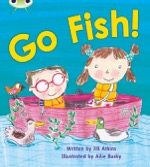 Go Fish!
Written by Jill Atkins
Illustrated by Ailie Busby